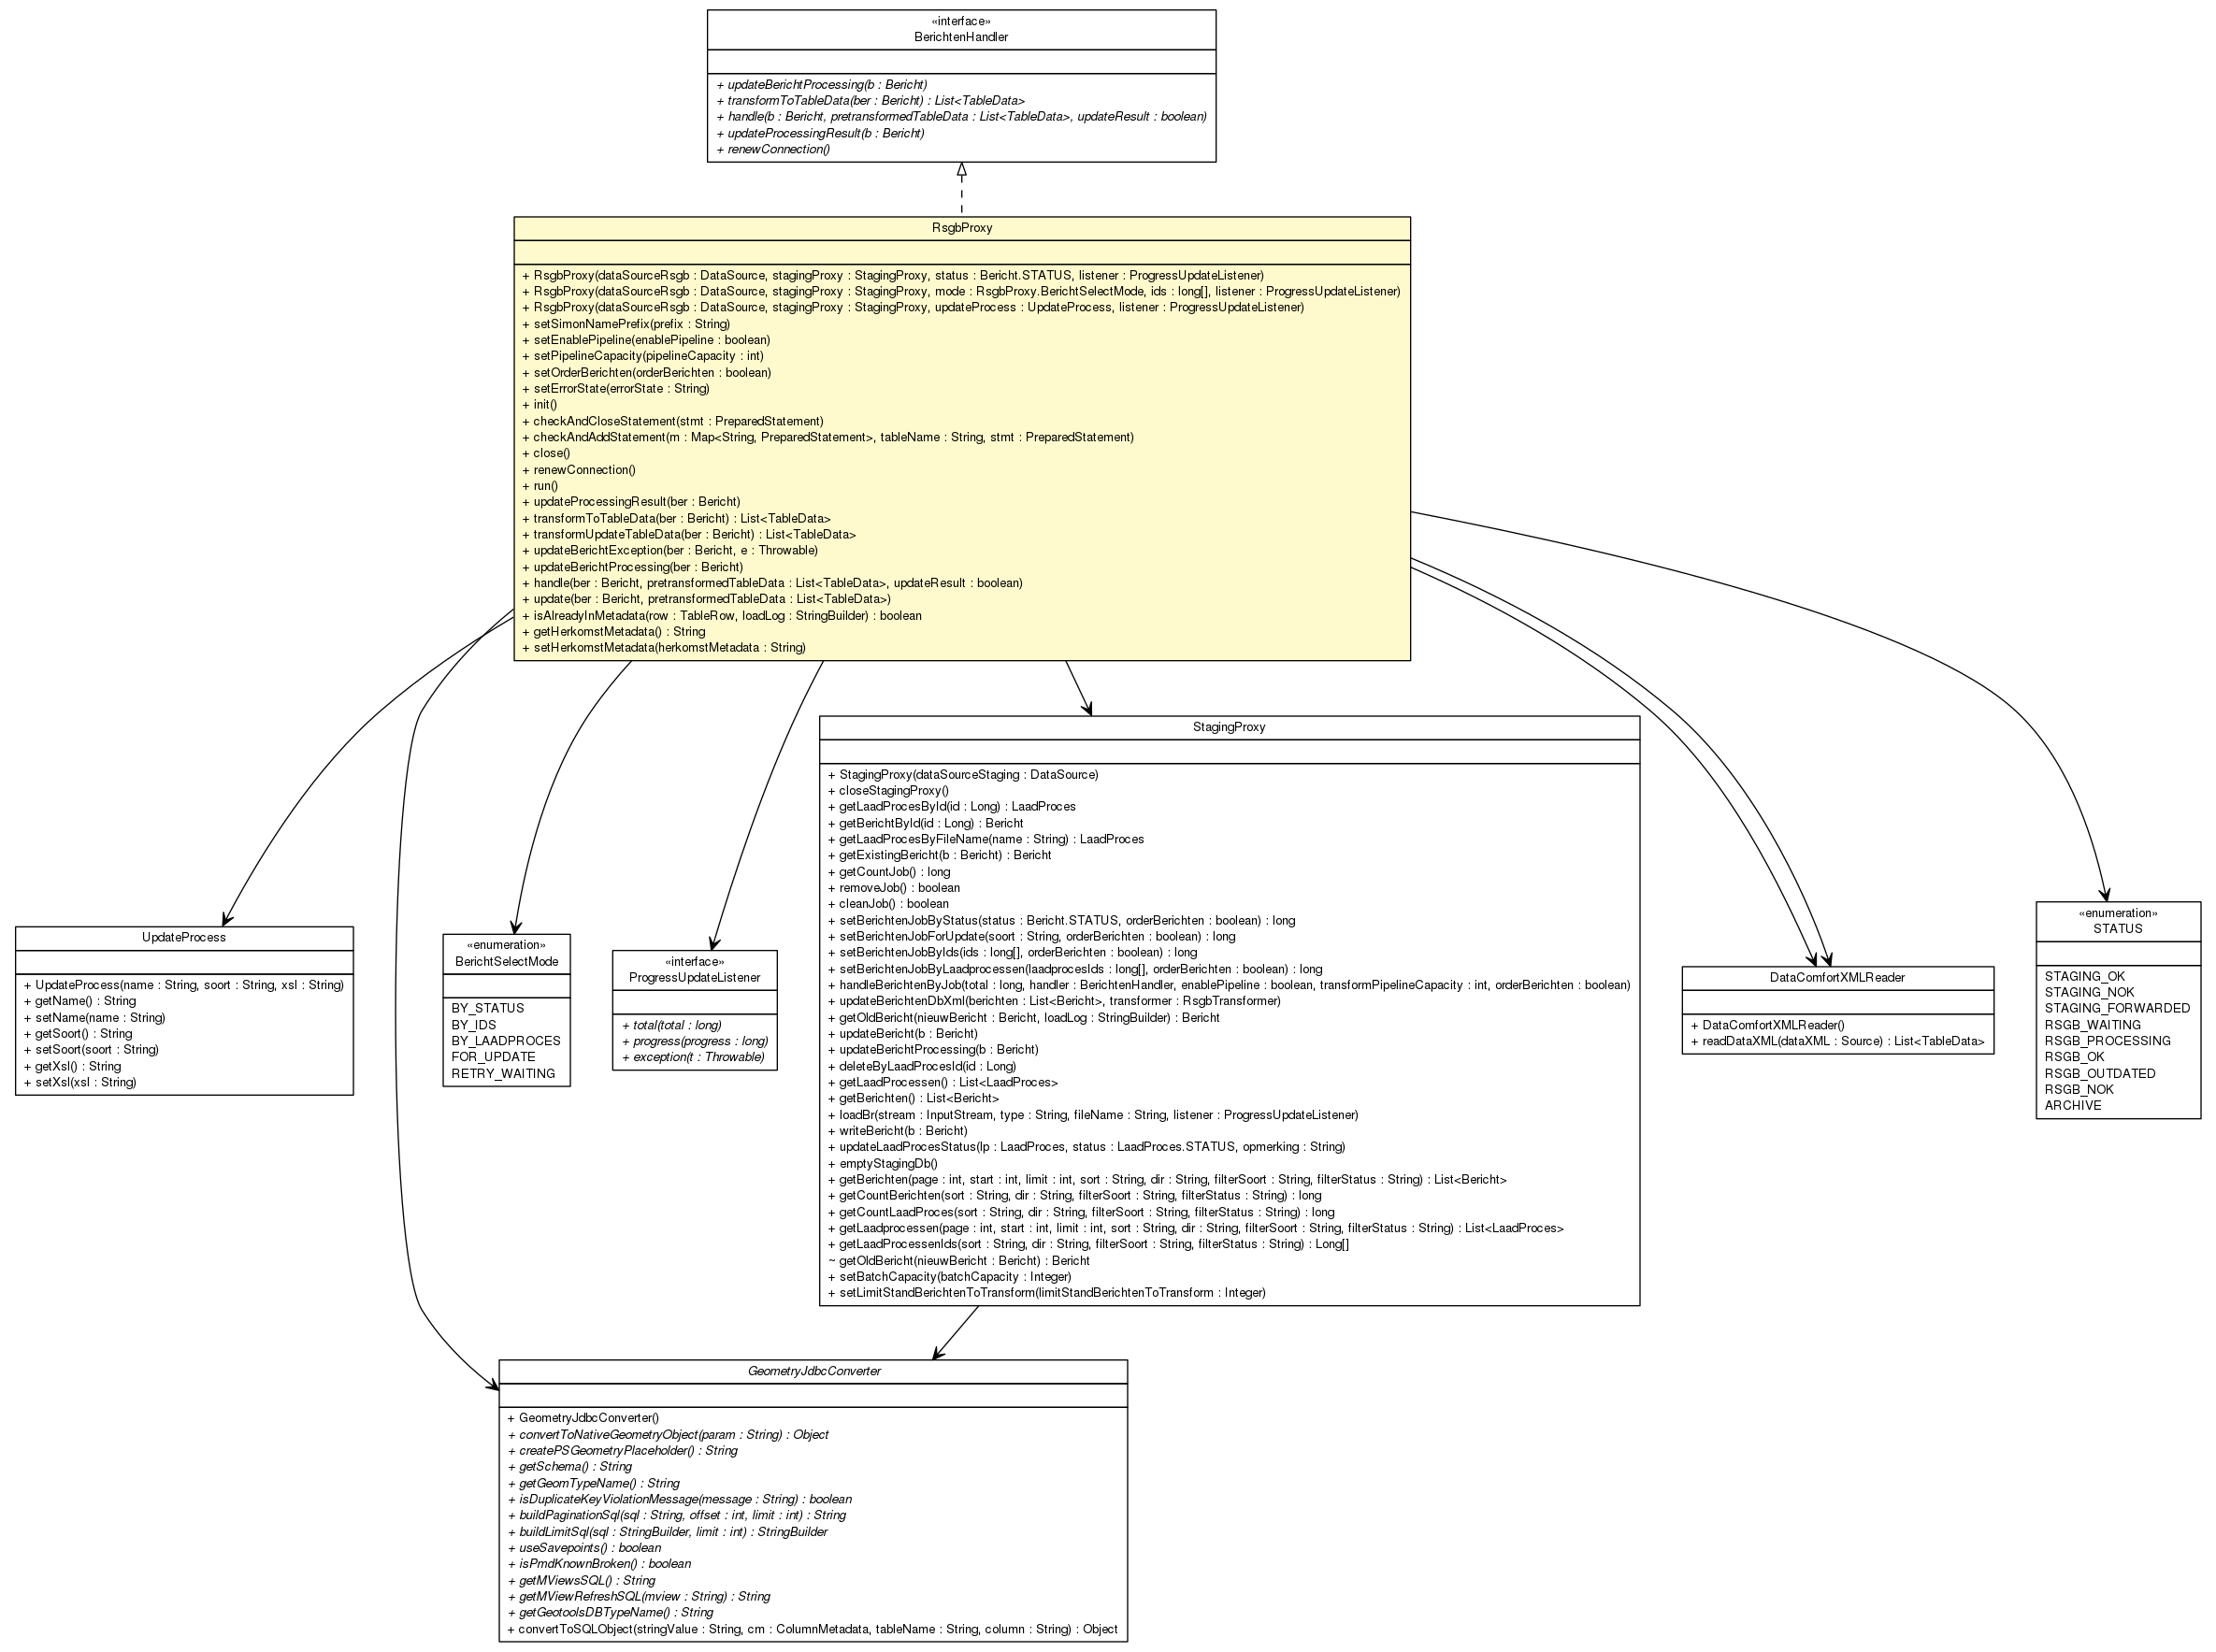 «interface»
BerichtenHandler
+ updateBerichtProcessing(b : Bericht)
+ transformToTableData(ber : Bericht) : List<TableData>
+ handle(b : Bericht, pretransformedTableData : List<TableData>, updateResult : boolean)
+ updateProcessingResult(b : Bericht)
+ renewConnection()
RsgbProxy
+ RsgbProxy(dataSourceRsgb : DataSource, stagingProxy : StagingProxy, status : Bericht.STATUS, listener : ProgressUpdateListener)
+ RsgbProxy(dataSourceRsgb : DataSource, stagingProxy : StagingProxy, mode : RsgbProxy.BerichtSelectMode, ids : long[], listener : ProgressUpdateListener)
+ RsgbProxy(dataSourceRsgb : DataSource, stagingProxy : StagingProxy, updateProcess : UpdateProcess, listener : ProgressUpdateListener)
+ setSimonNamePrefix(prefix : String)
+ setEnablePipeline(enablePipeline : boolean)
+ setPipelineCapacity(pipelineCapacity : int)
+ setOrderBerichten(orderBerichten : boolean)
+ setErrorState(errorState : String)
+ init()
+ checkAndCloseStatement(stmt : PreparedStatement)
+ checkAndAddStatement(m : Map<String, PreparedStatement>, tableName : String, stmt : PreparedStatement)
+ close()
+ renewConnection()
+ run()
+ updateProcessingResult(ber : Bericht)
+ transformToTableData(ber : Bericht) : List<TableData>
+ transformUpdateTableData(ber : Bericht) : List<TableData>
+ updateBerichtException(ber : Bericht, e : Throwable)
+ updateBerichtProcessing(ber : Bericht)
+ handle(ber : Bericht, pretransformedTableData : List<TableData>, updateResult : boolean)
+ update(ber : Bericht, pretransformedTableData : List<TableData>)
+ isAlreadyInMetadata(row : TableRow, loadLog : StringBuilder) : boolean
+ getHerkomstMetadata() : String
+ setHerkomstMetadata(herkomstMetadata : String)
StagingProxy
+ StagingProxy(dataSourceStaging : DataSource)
+ closeStagingProxy()
+ getLaadProcesById(id : Long) : LaadProces
+ getBerichtById(id : Long) : Bericht
+ getLaadProcesByFileName(name : String) : LaadProces
+ getExistingBericht(b : Bericht) : Bericht
+ getCountJob() : long
+ removeJob() : boolean
+ cleanJob() : boolean
+ setBerichtenJobByStatus(status : Bericht.STATUS, orderBerichten : boolean) : long
+ setBerichtenJobForUpdate(soort : String, orderBerichten : boolean) : long
+ setBerichtenJobByIds(ids : long[], orderBerichten : boolean) : long
+ setBerichtenJobByLaadprocessen(laadprocesIds : long[], orderBerichten : boolean) : long
+ handleBerichtenByJob(total : long, handler : BerichtenHandler, enablePipeline : boolean, transformPipelineCapacity : int, orderBerichten : boolean)
+ updateBerichtenDbXml(berichten : List<Bericht>, transformer : RsgbTransformer)
+ getOldBericht(nieuwBericht : Bericht, loadLog : StringBuilder) : Bericht
+ updateBericht(b : Bericht)
+ updateBerichtProcessing(b : Bericht)
+ deleteByLaadProcesId(id : Long)
+ getLaadProcessen() : List<LaadProces>
+ getBerichten() : List<Bericht>
+ loadBr(stream : InputStream, type : String, fileName : String, listener : ProgressUpdateListener)
+ writeBericht(b : Bericht)
+ updateLaadProcesStatus(lp : LaadProces, status : LaadProces.STATUS, opmerking : String)
+ emptyStagingDb()
+ getBerichten(page : int, start : int, limit : int, sort : String, dir : String, filterSoort : String, filterStatus : String) : List<Bericht>
+ getCountBerichten(sort : String, dir : String, filterSoort : String, filterStatus : String) : long
+ getCountLaadProces(sort : String, dir : String, filterSoort : String, filterStatus : String) : long
+ getLaadprocessen(page : int, start : int, limit : int, sort : String, dir : String, filterSoort : String, filterStatus : String) : List<LaadProces>
+ getLaadProcessenIds(sort : String, dir : String, filterSoort : String, filterStatus : String) : Long[]
~ getOldBericht(nieuwBericht : Bericht) : Bericht
+ setBatchCapacity(batchCapacity : Integer)
+ setLimitStandBerichtenToTransform(limitStandBerichtenToTransform : Integer)
UpdateProcess
+ UpdateProcess(name : String, soort : String, xsl : String)
+ getName() : String
+ setName(name : String)
+ getSoort() : String
+ setSoort(soort : String)
+ getXsl() : String
+ setXsl(xsl : String)
«enumeration»
BerichtSelectMode
BY_STATUS
BY_IDS
BY_LAADPROCES
FOR_UPDATE
RETRY_WAITING
«interface»
ProgressUpdateListener
+ total(total : long)
+ progress(progress : long)
+ exception(t : Throwable)
DataComfortXMLReader
+ DataComfortXMLReader()
+ readDataXML(dataXML : Source) : List<TableData>
«enumeration»
STATUS
STAGING_OK
STAGING_NOK
STAGING_FORWARDED
RSGB_WAITING
RSGB_PROCESSING
RSGB_OK
RSGB_OUTDATED
RSGB_NOK
ARCHIVE
GeometryJdbcConverter
+ GeometryJdbcConverter()
+ convertToNativeGeometryObject(param : String) : Object
+ createPSGeometryPlaceholder() : String
+ getSchema() : String
+ getGeomTypeName() : String
+ isDuplicateKeyViolationMessage(message : String) : boolean
+ buildPaginationSql(sql : String, offset : int, limit : int) : String
+ buildLimitSql(sql : StringBuilder, limit : int) : StringBuilder
+ useSavepoints() : boolean
+ isPmdKnownBroken() : boolean
+ getMViewsSQL() : String
+ getMViewRefreshSQL(mview : String) : String
+ getGeotoolsDBTypeName() : String
+ convertToSQLObject(stringValue : String, cm : ColumnMetadata, tableName : String, column : String) : Object